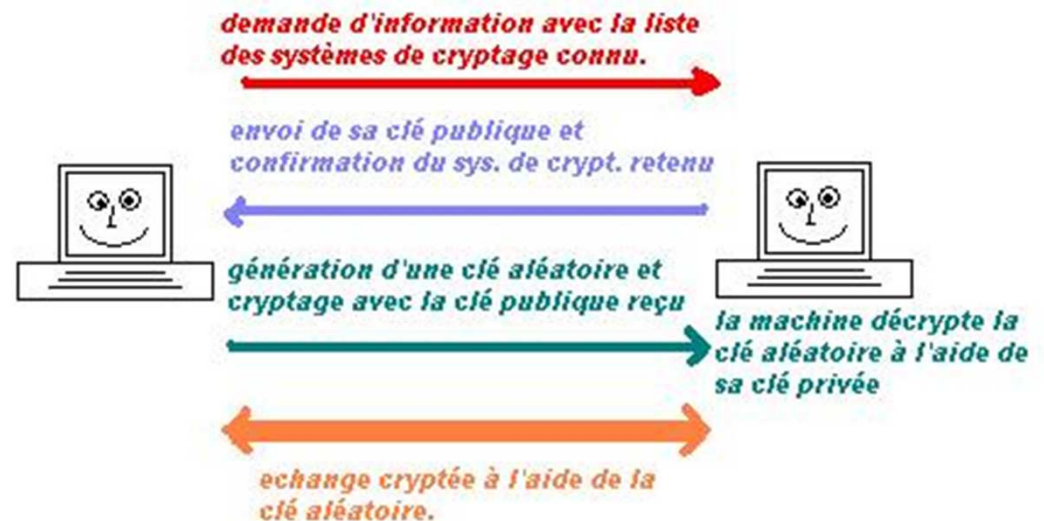 demande d'information avec la liste
des systèmes de cryptage connu.
envoi de sa clé publique et
confirmation du sys. de crypt. retenu
génération d'une clé aléatoire et
cryptage avec la clé publique reçu
la machine décrypte la
clé aléatoire à l'aide de
sa clé privée
echange cryptée à l'aide de la
clé aléatoire.